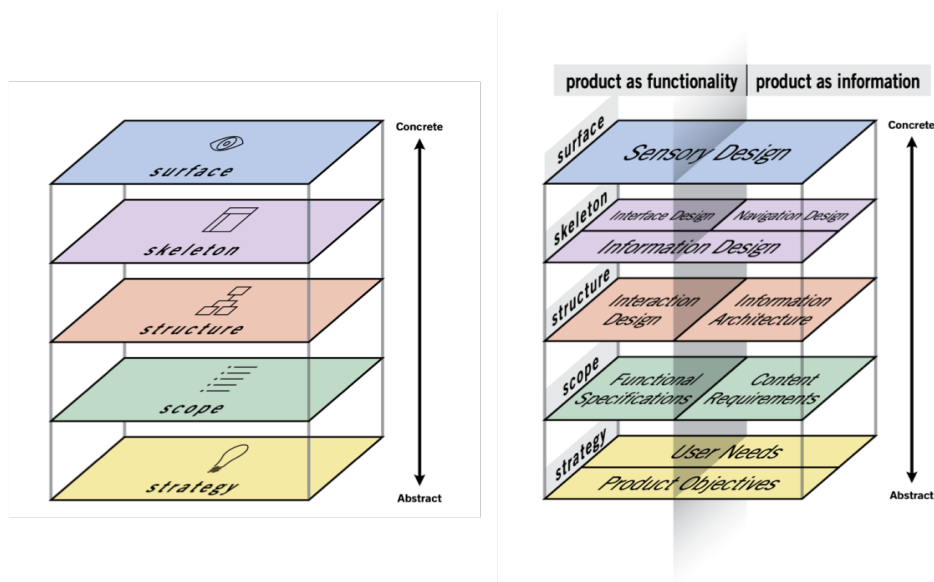 Concrete
surface
skeleton
structure
scope
strategy
Abstract
product as functionality
product as information
Concrete
surface
Sensory Design
skeleton
Interface Design
Navigation Design
Information Design
structure
Interaction
Design
Information
Architecture
scope
Functional
Specifications
Content
Requirements
strategy
User Needs
Product Objectives
Abstract